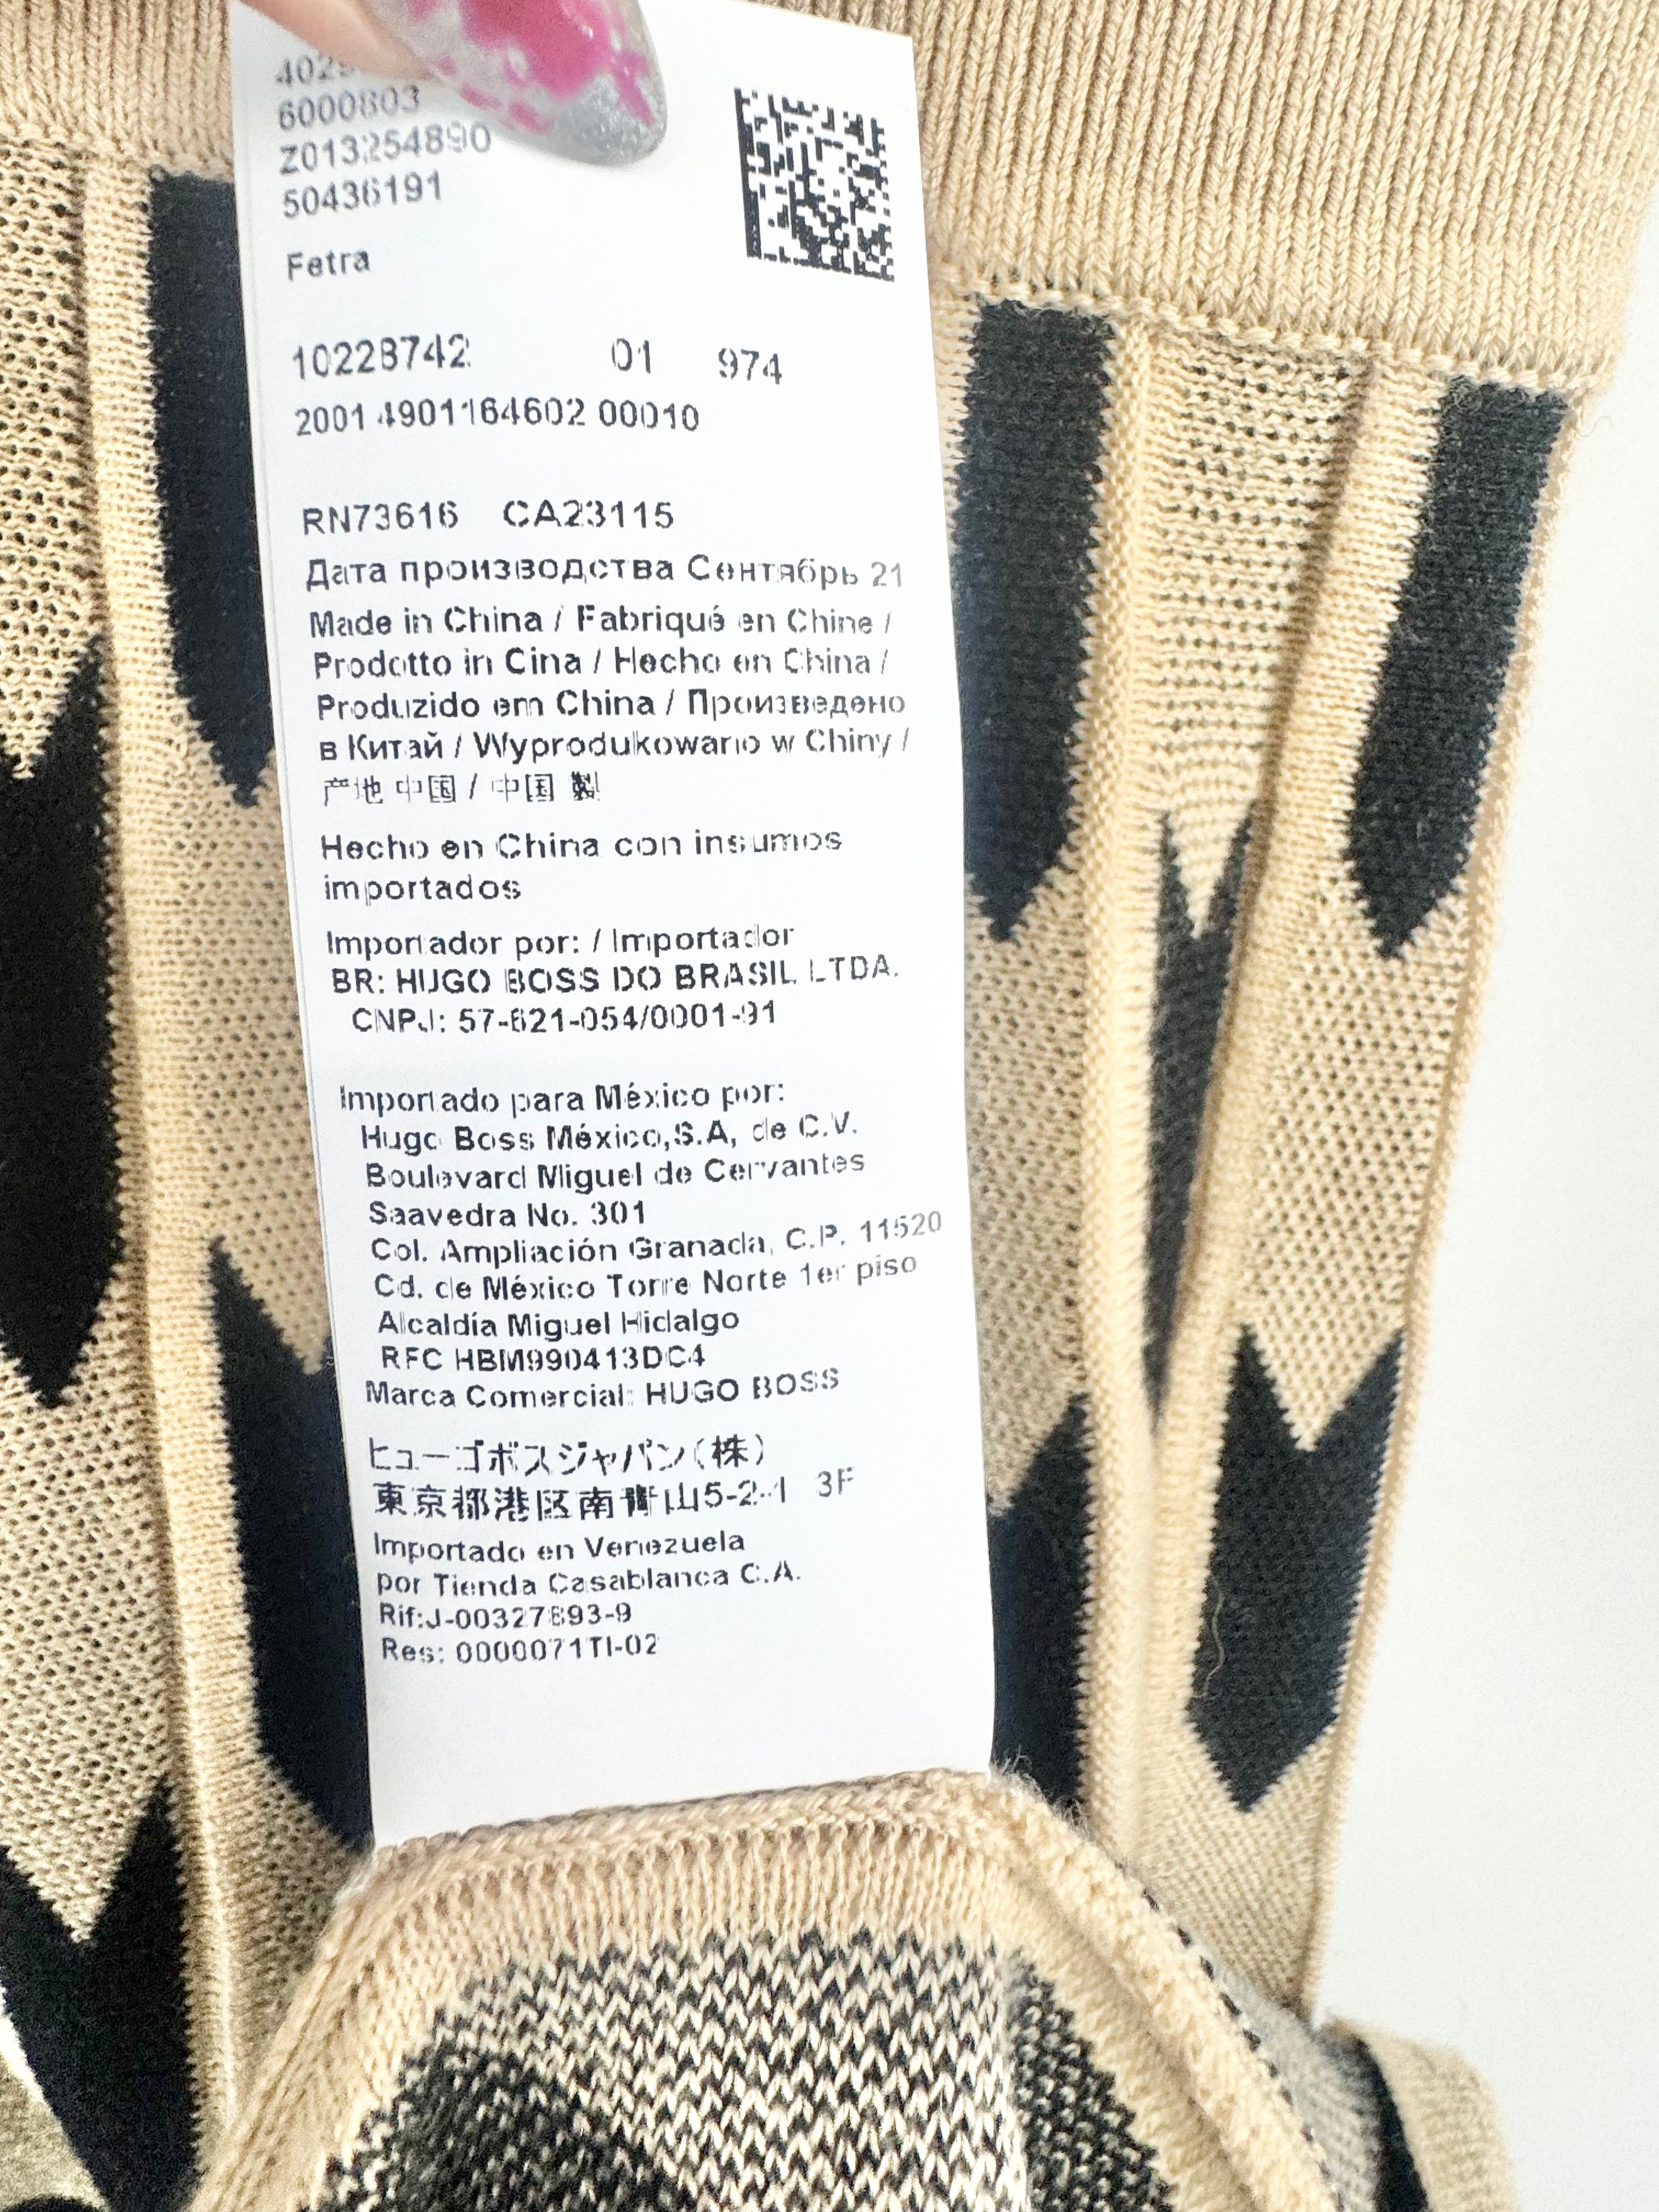 6000803
Z013254890
50436191
Fetra
10228742 01 974
2001 4901164602 00010
RN73616 CA23115
Дата производства Сентябрь 21
Made in China / Fabriqué en Chine /
Prodotto in Cina / Hecho en China /
Produzido em China / Произведено
в Китай / Wyprodukowano w Chiny /
产地 中国 / 中国 製
Hecho en China con insumos
importados
Importador por: / Importador
BR: HUGO BOSS DO BRASIL LTDA.
CNPJ: 57-621-054/0001-91
Importado para México por:
Hugo Boss México,S.A, de C.V.
Boulevard Miguel de Cervantes
Saavedra No. 301
Col. Ampliación Granada, C.P. 11520
Cd. de México Torre Norte 1er piso
Alcaldía Miguel Hidalgo
RFC HBM990413DC4
Marca Comercial: HUGO BOSS
ヒューゴボスジャパン(株)
東京都港区南青山5-2-1 3F
Importado en Venezuela
por Tienda Casablanca C.A.
Rif:J-00327893-9
Res: 0000071TI-02